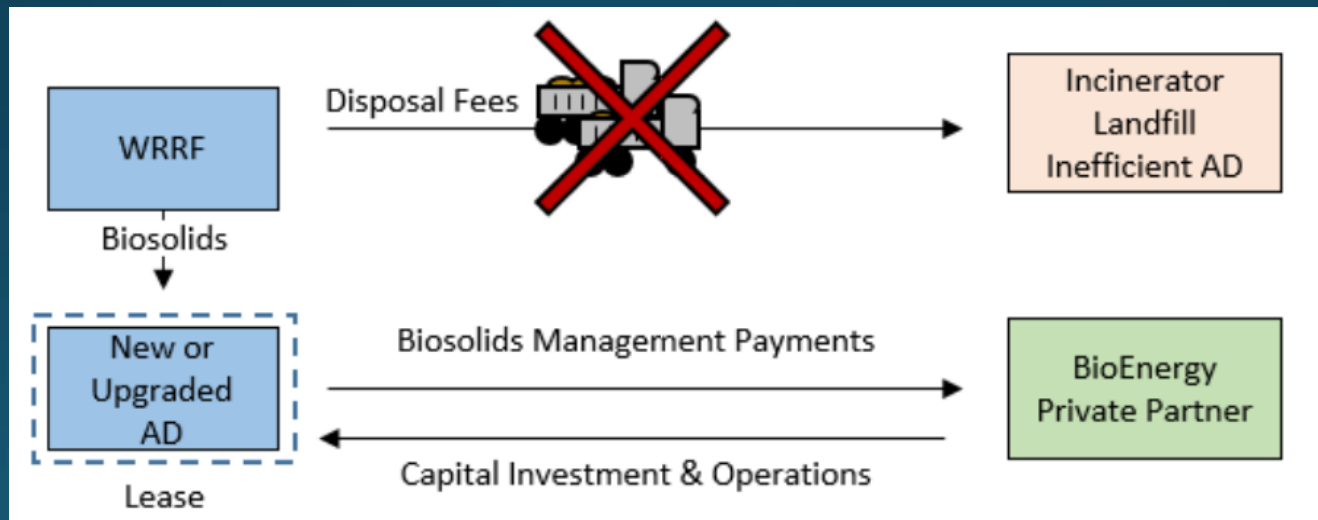 WRRF
Disposal Fees
Incinerator
Landfill
Inefficient AD
Biosolids
New or
Upgraded
AD
Lease
Biosolids Management Payments
Capital Investment & Operations
BioEnergy
Private Partner